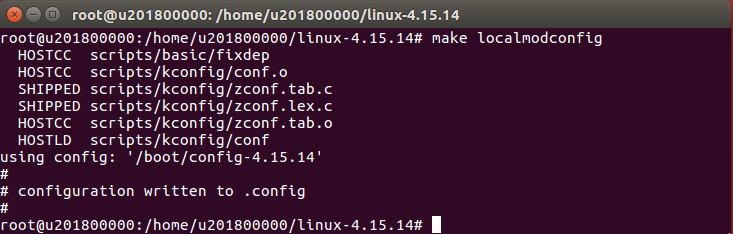 root@u201800000: /home/u201800000/linux-4.15.14
root@u201800000:/home/u201800000/linux-4.15.14# make localmodconfig
  HOSTCC  scripts/basic/fixdep
  HOSTCC  scripts/kconfig/conf.o
  SHIPPED scripts/kconfig/zconf.tab.c
  SHIPPED scripts/kconfig/zconf.lex.c
  HOSTCC  scripts/kconfig/zconf.tab.o
  HOSTLD  scripts/kconfig/conf
using config: '/boot/config-4.15.14'
#
# configuration written to .config
#
root@u201800000:/home/u201800000/linux-4.15.14#